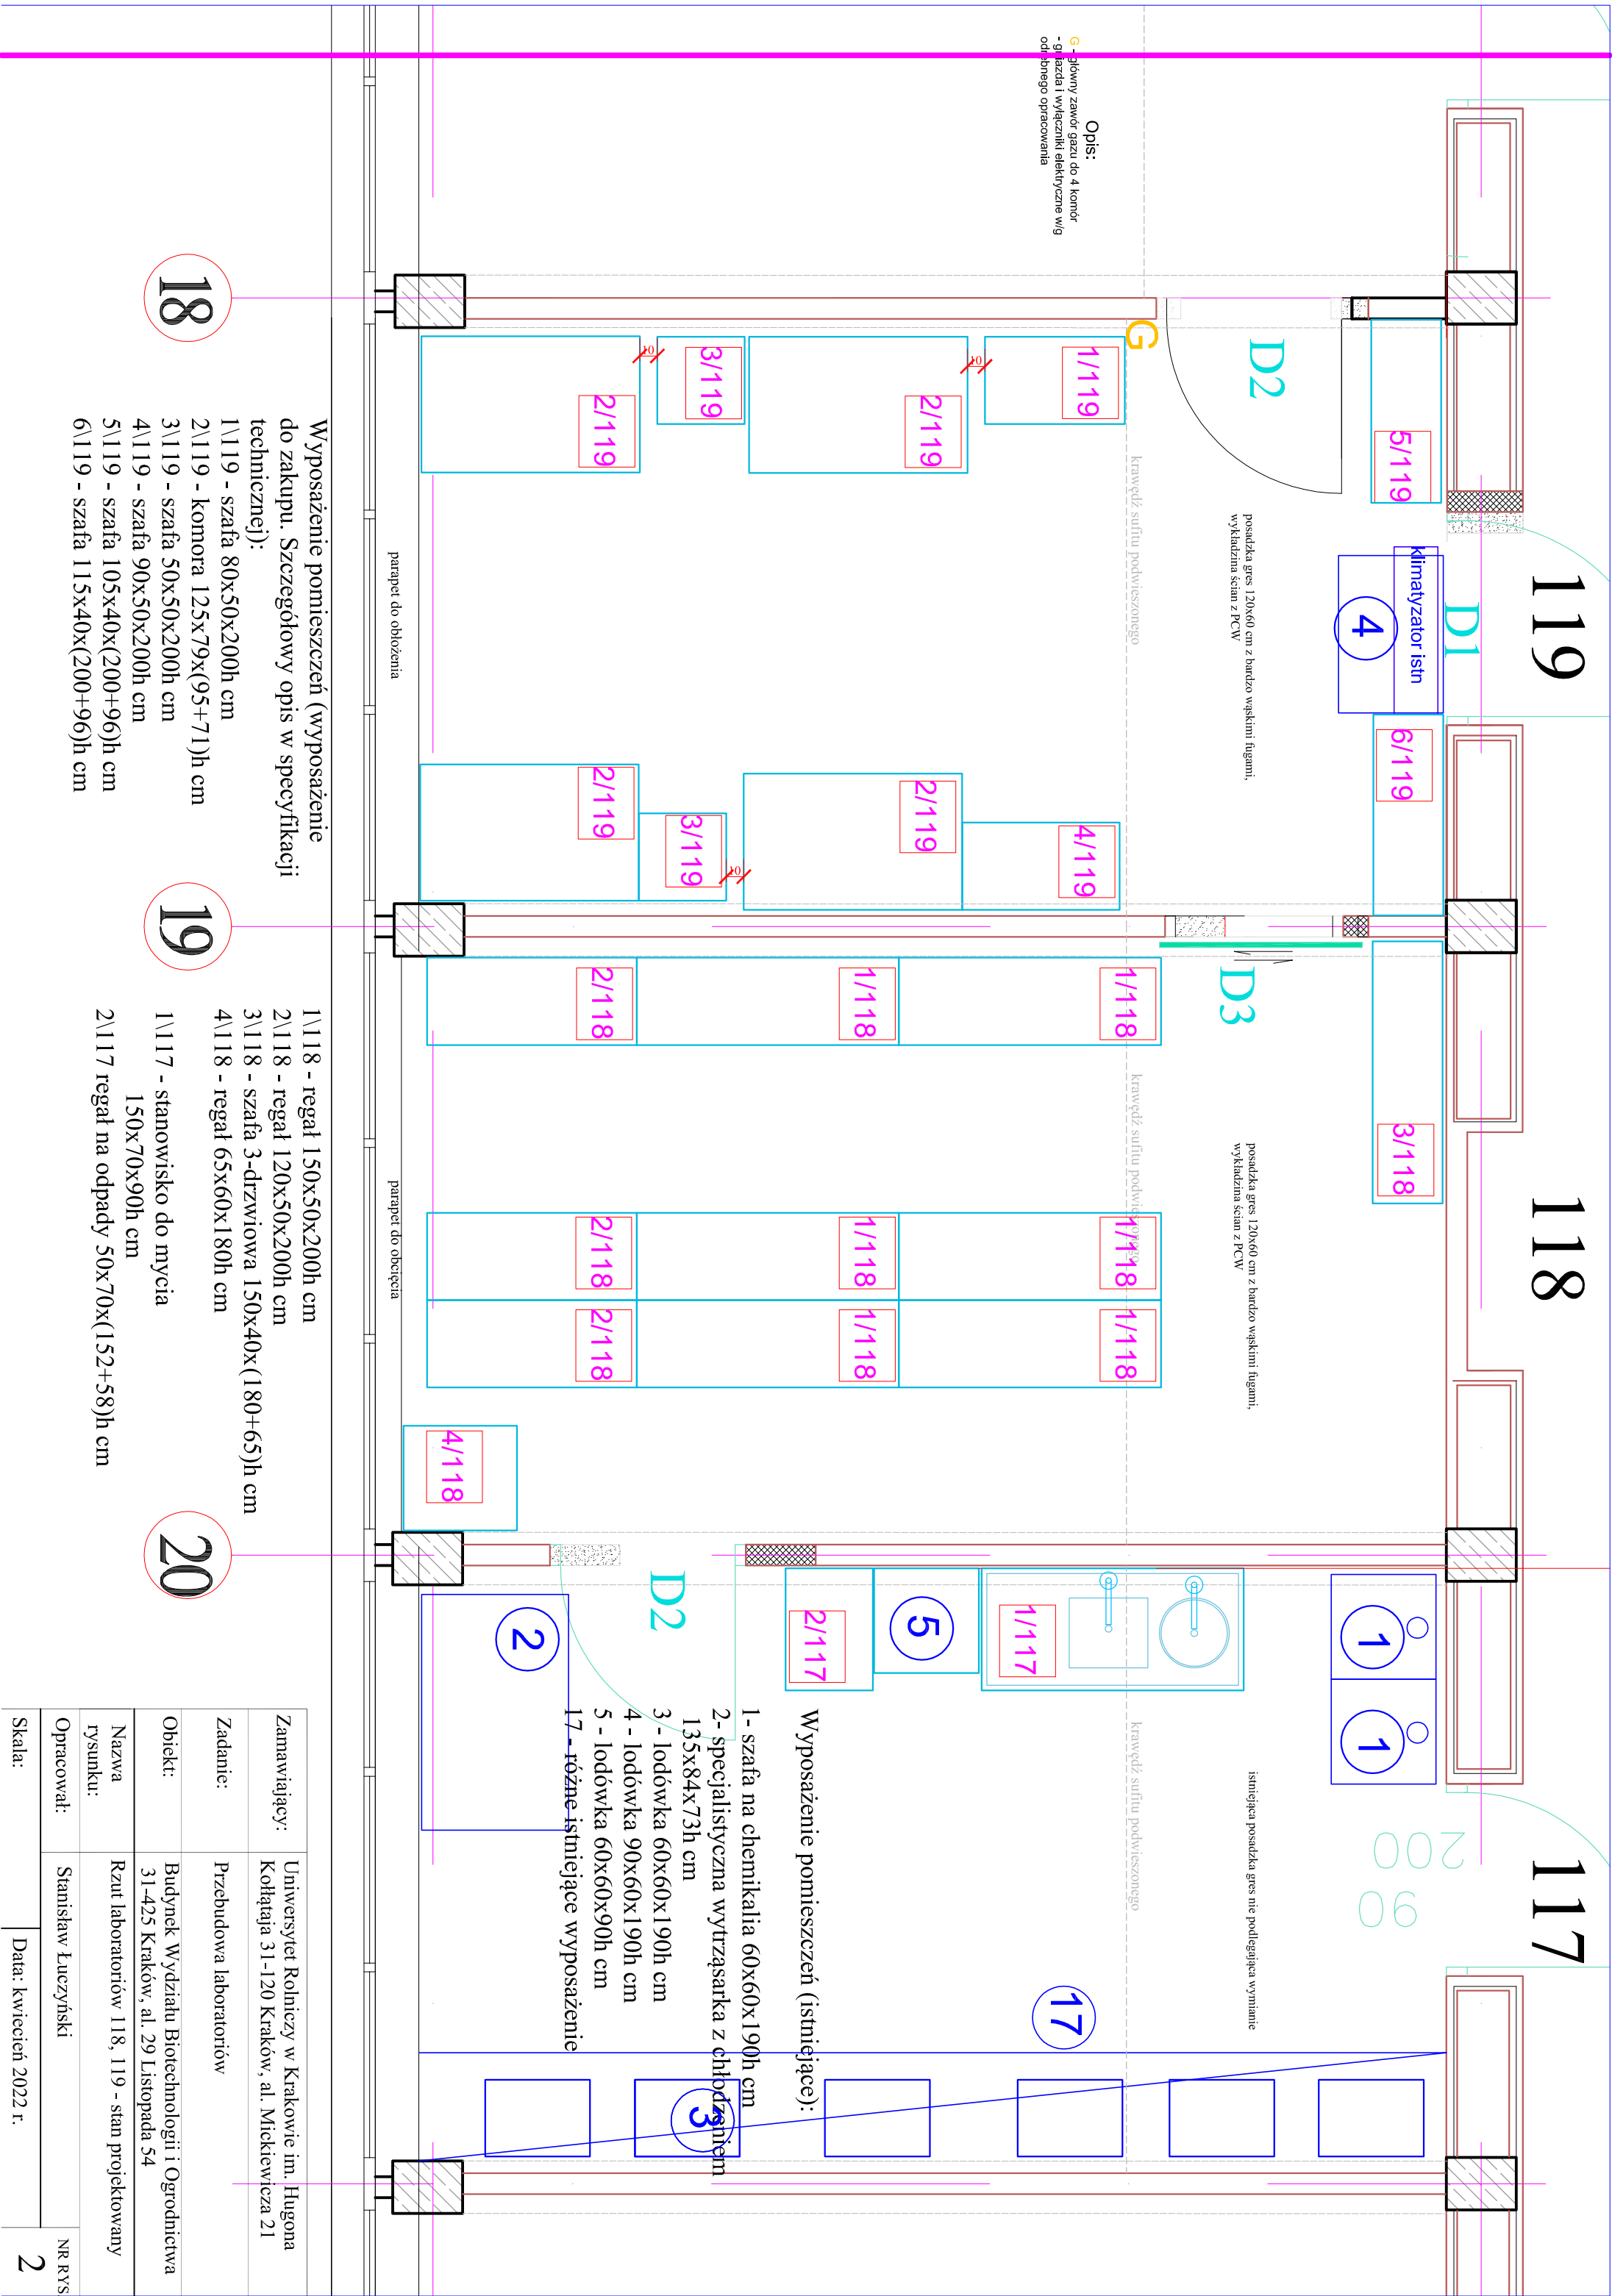 119
118
117
D1
200
90
klimatyzator istn
4
5/119
6/119
3/118
1
1
D2
D3
posadzka gres 120x60 cm z bardzo wąskimi fugami,
wykładzina ścian z PCW
posadzka gres 120x60 cm z bardzo wąskimi fugami,
wykładzina ścian z PCW
istniejąca posadzka gres nie podlegająca wymianie
Opis:
G - główny zawór gazu do 4 komór
- gniazda i wyłączniki elektryczne w/g
odrębnego opracowania
G
krawędź sufitu podwieszonego
krawędź sufitu podwieszonego
krawędź sufitu podwieszonego
1/119
4/119
1/118
1/118
1/118
1/117
17
10
2/119
2/119
1/118
1/118
1/118
5
2/117
3/119
10
3/119
10
2/119
2/119
2/118
2/118
2/118
D2
2
3
4/118
Wyposażenie pomieszczeń (istniejące):
1- szafa na chemikalia 60x60x190h cm
2- specjalistyczna wytrząsarka z chłodzeniem
135x84x73h cm
3 - lodówka 60x60x190h cm
4 - lodówka 90x60x190h cm
5 - lodówka 60x60x90h cm
17 - różne istniejące wyposażenie
parapet do obłożenia
parapet do obcięcia
Wyposażenie pomieszczeń (wyposażenie
do zakupu. Szczegółowy opis w specyfikacji
technicznej):
1\119 - szafa 80x50x200h cm
2\119 - komora 125x79x(95+71)h cm
3\119 - szafa 50x50x200h cm
4\119 - szafa 90x50x200h cm
5\119 - szafa 105x40x(200+96)h cm
6\119 - szafa 115x40x(200+96)h cm
1\118 - regał 150x50x200h cm
2\118 - regał 120x50x200h cm
3\118 - szafa 3-drzwiowa 150x40x(180+65)h cm
4\118 - regał 65x60x180h cm
1\117 - stanowisko do mycia
150x70x90h cm
2\117 regał na odpady 50x70x(152+58)h cm
18
19
20
Zamawiający:
Uniwersytet Rolniczy w Krakowie im. Hugona
Kołłątaja 31-120 Kraków, al. Mickiewicza 21
Zadanie:
Przebudowa laboratoriów
Obiekt:
Budynek Wydziału Biotechnologii i Ogrodnictwa
31-425 Kraków, al. 29 Listopada 54
Nazwa
rysunku:
Rzut laboratoriów 118, 119 - stan projektowany
Opracował:
Stanisław Łuczyński
NR RYS
Skala:
Data: kwiecień 2022 r.
2